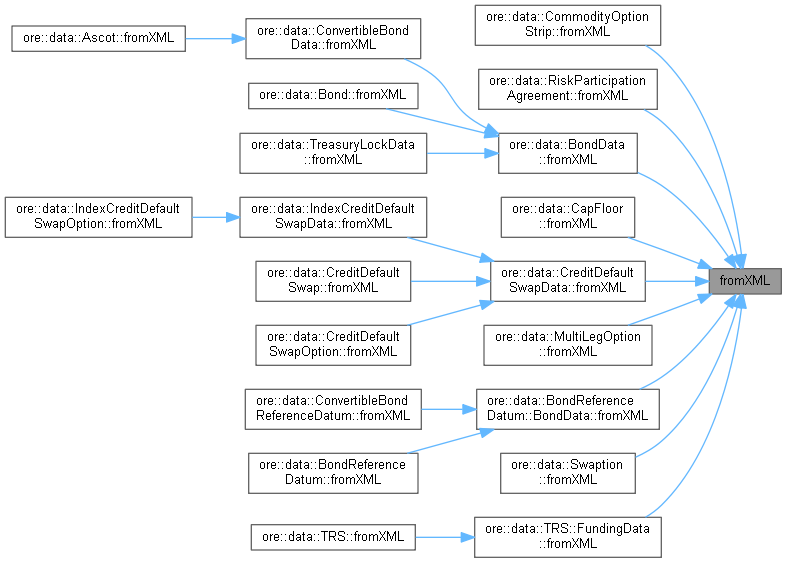 ore::data::CommodityOption
Strip::fromXML
ore::data::Ascot::fromXML
ore::data::ConvertibleBond
Data::fromXML
ore::data::RiskParticipation
Agreement::fromXML
ore::data::Bond::fromXML
ore::data::TreasuryLockData
::fromXML
ore::data::BondData
::fromXML
ore::data::IndexCreditDefault
SwapOption::fromXML
ore::data::IndexCreditDefault
SwapData::fromXML
ore::data::CapFloor
::fromXML
ore::data::CreditDefault
Swap::fromXML
ore::data::CreditDefault
SwapData::fromXML
fromXML
ore::data::CreditDefault
SwapOption::fromXML
ore::data::MultiLegOption
::fromXML
ore::data::ConvertibleBond
ReferenceDatum::fromXML
ore::data::BondReference
Datum::BondData::fromXML
ore::data::BondReference
Datum::fromXML
ore::data::Swaption
::fromXML
ore::data::TRS::fromXML
ore::data::TRS::FundingData
::fromXML